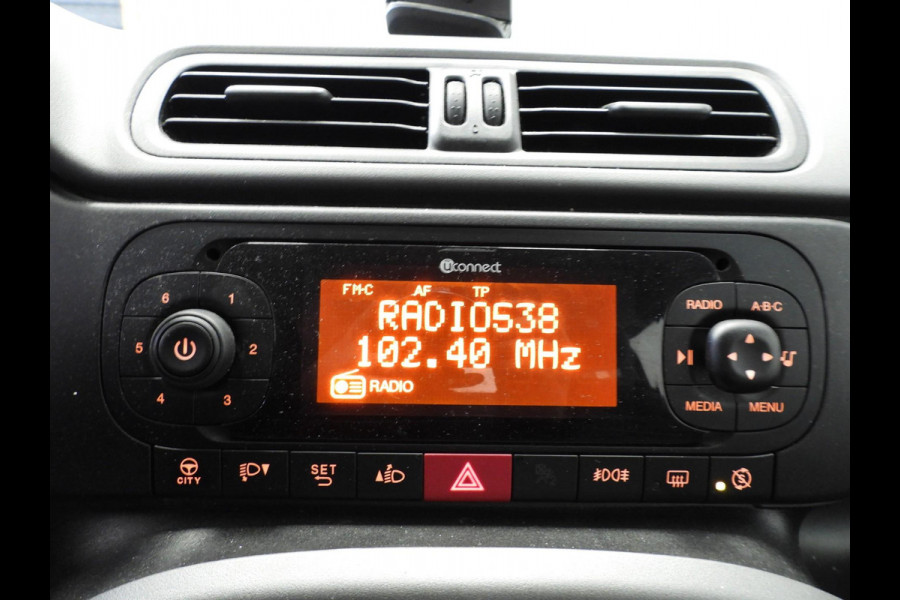 uconnect
FM-C AF TP
RADIO538
102.40 MHz
RADIO
6 1
5 2
4 3
RADIO A-B-C
MEDIA MENU
CITY
SET